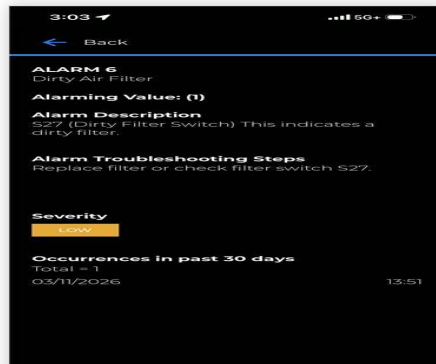 3:03
5G+
Back
ALARM 6
Dirty Air Filter
Alarming Value: (1)
Alarm Description
S27 (Dirty Filter Switch) This indicates a
dirty filter.
Alarm Troubleshooting Steps
Replace filter or check filter switch S27.
Severity
LOW
Occurrences in past 30 days
Total = 1
03/11/2026 13:51